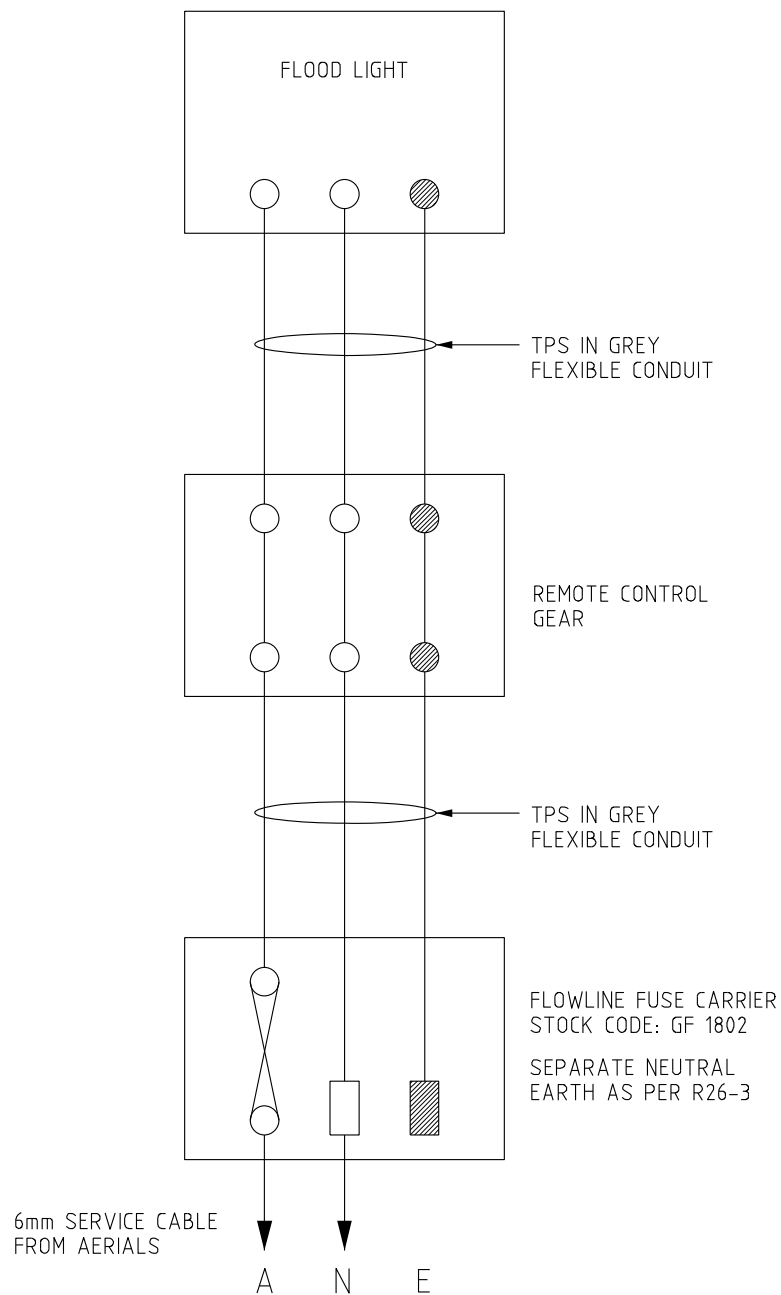 FLOOD LIGHT
TPS IN GREY
FLEXIBLE CONDUIT
REMOTE CONTROL
GEAR
TPS IN GREY
FLEXIBLE CONDUIT
FLOWLINE FUSE CARRIER
STOCK CODE: GF 1802
SEPARATE NEUTRAL
EARTH AS PER R26-3
6mm SERVICE CABLE
FROM AERIALS
A N E